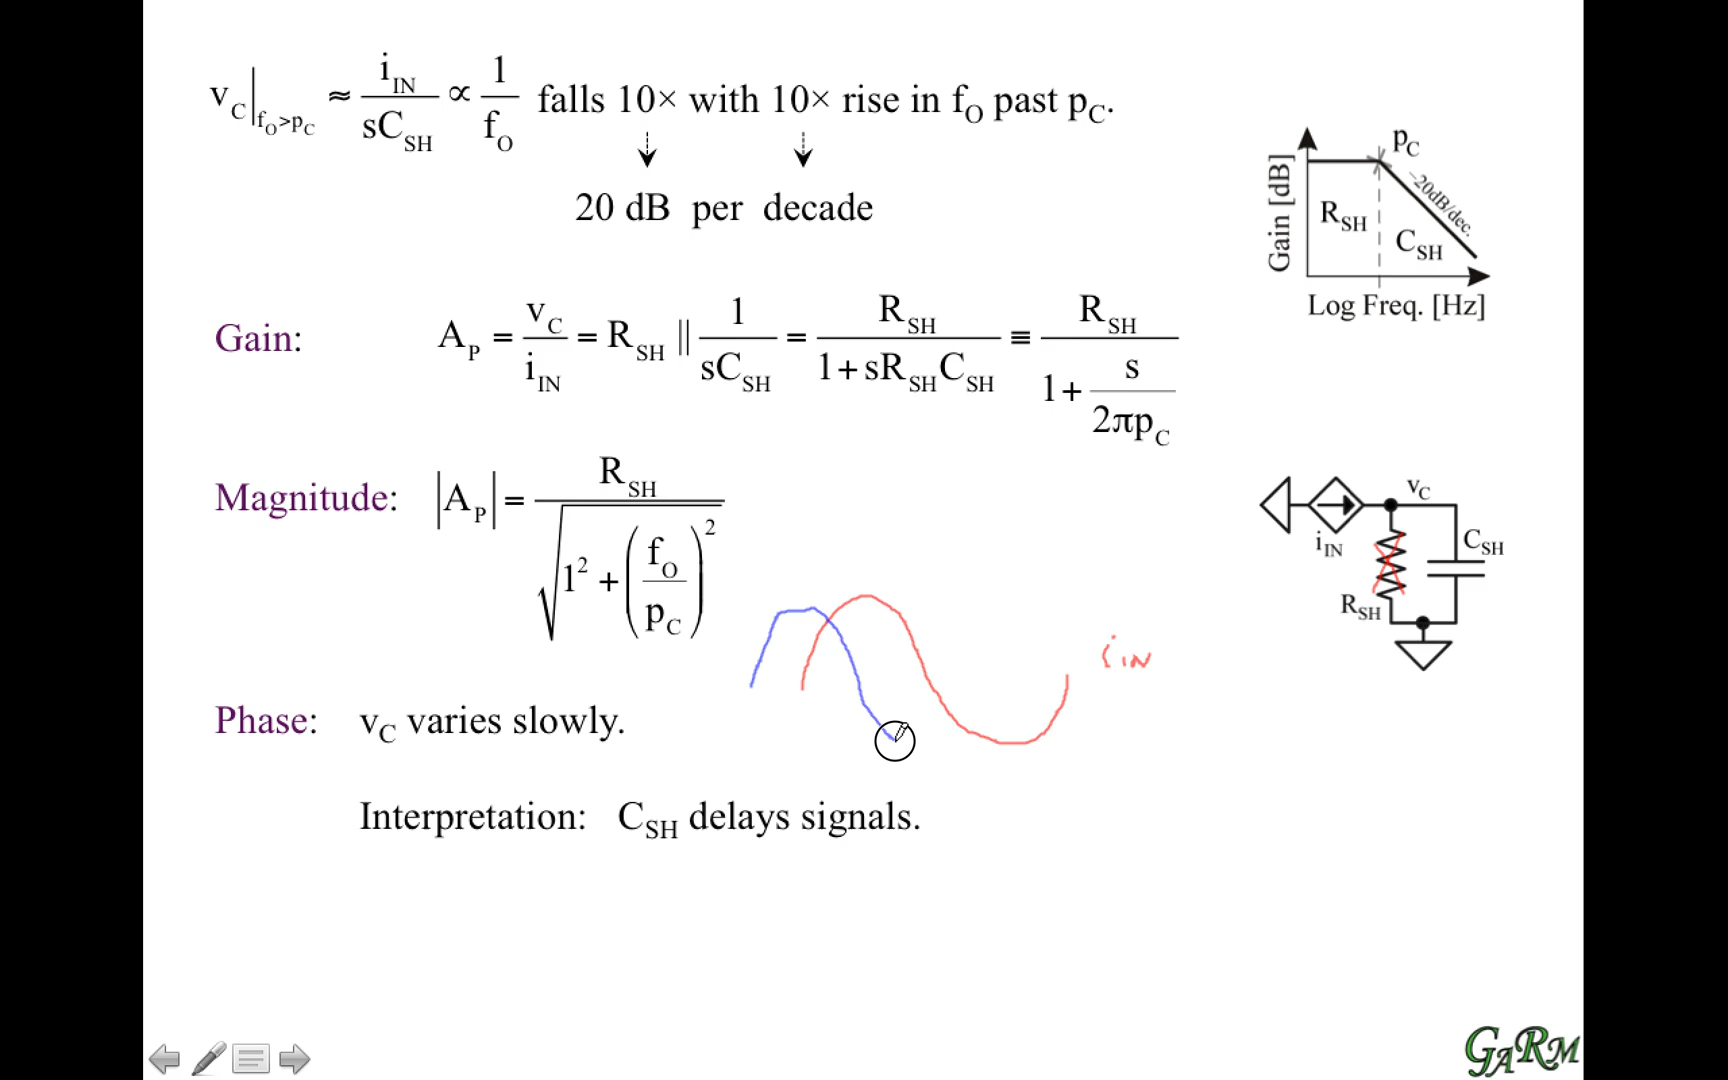 v_C|f_O>p_C ≈ i_IN / sC_SH ∝ 1 / f_O falls 10× with 10× rise in f_O past p_C.
20 dB per decade
Gain: A_P = v_C / i_IN = R_SH || 1 / sC_SH = R_SH / (1 + sR_SH C_SH) ≡ R_SH / (1 + s / 2πp_C)
Magnitude: |A_P| = R_SH / √(1² + (f_O / p_C)²)
Phase: v_C varies slowly.
Interpretation: C_SH delays signals.
i_IN
Gain [dB]
p_C
−20dB/dec.
R_SH
C_SH
Log Freq. [Hz]
v_C
i_IN
C_SH
R_SH
GARM